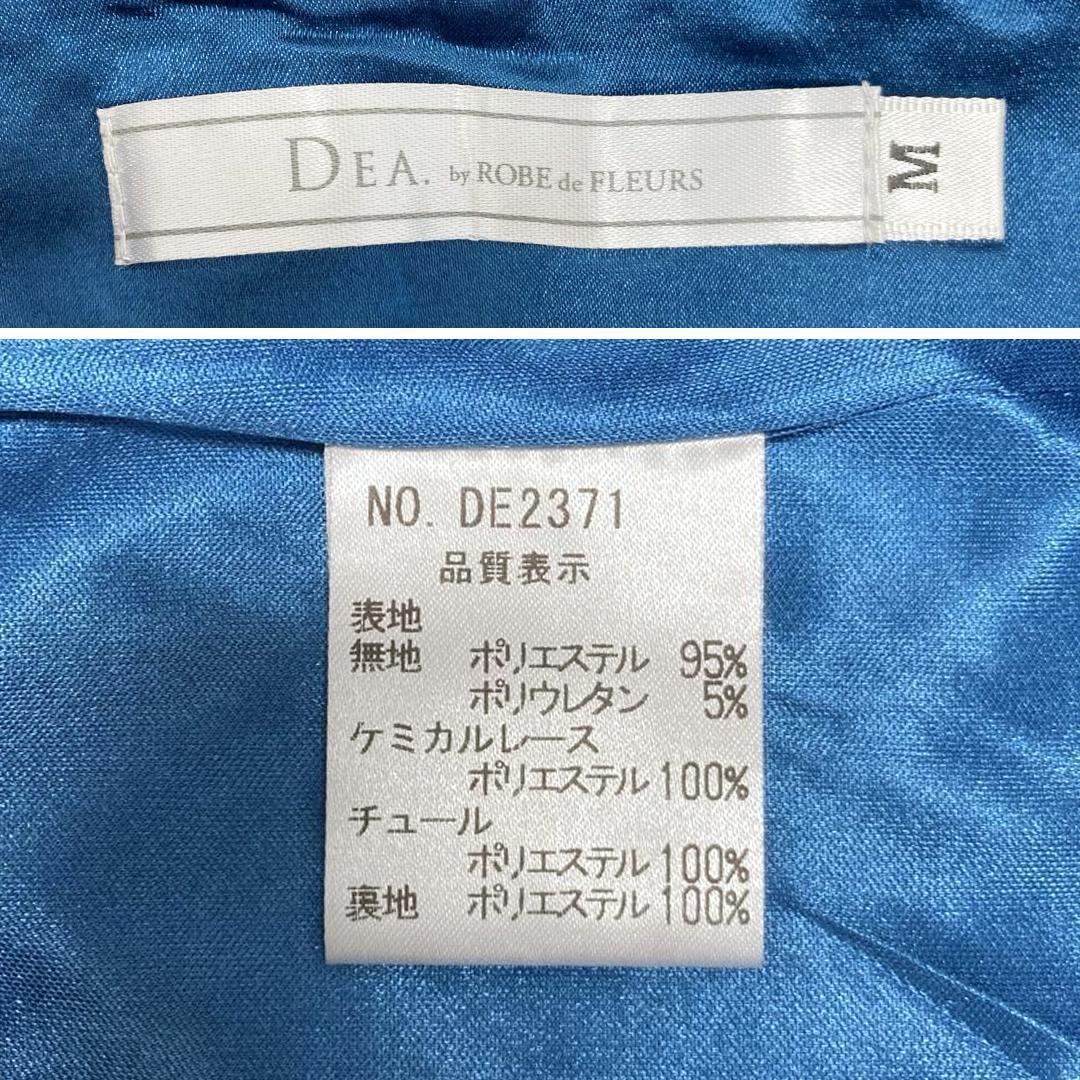 DEA. by ROBE de FLEURS
M
NO. DE2371
品質表示
表地
無地 ポリエステル 95%
ポリウレタン 5%
ケミカルレース
ポリエステル 100%
チュール
ポリエステル 100%
裏地 ポリエステル 100%